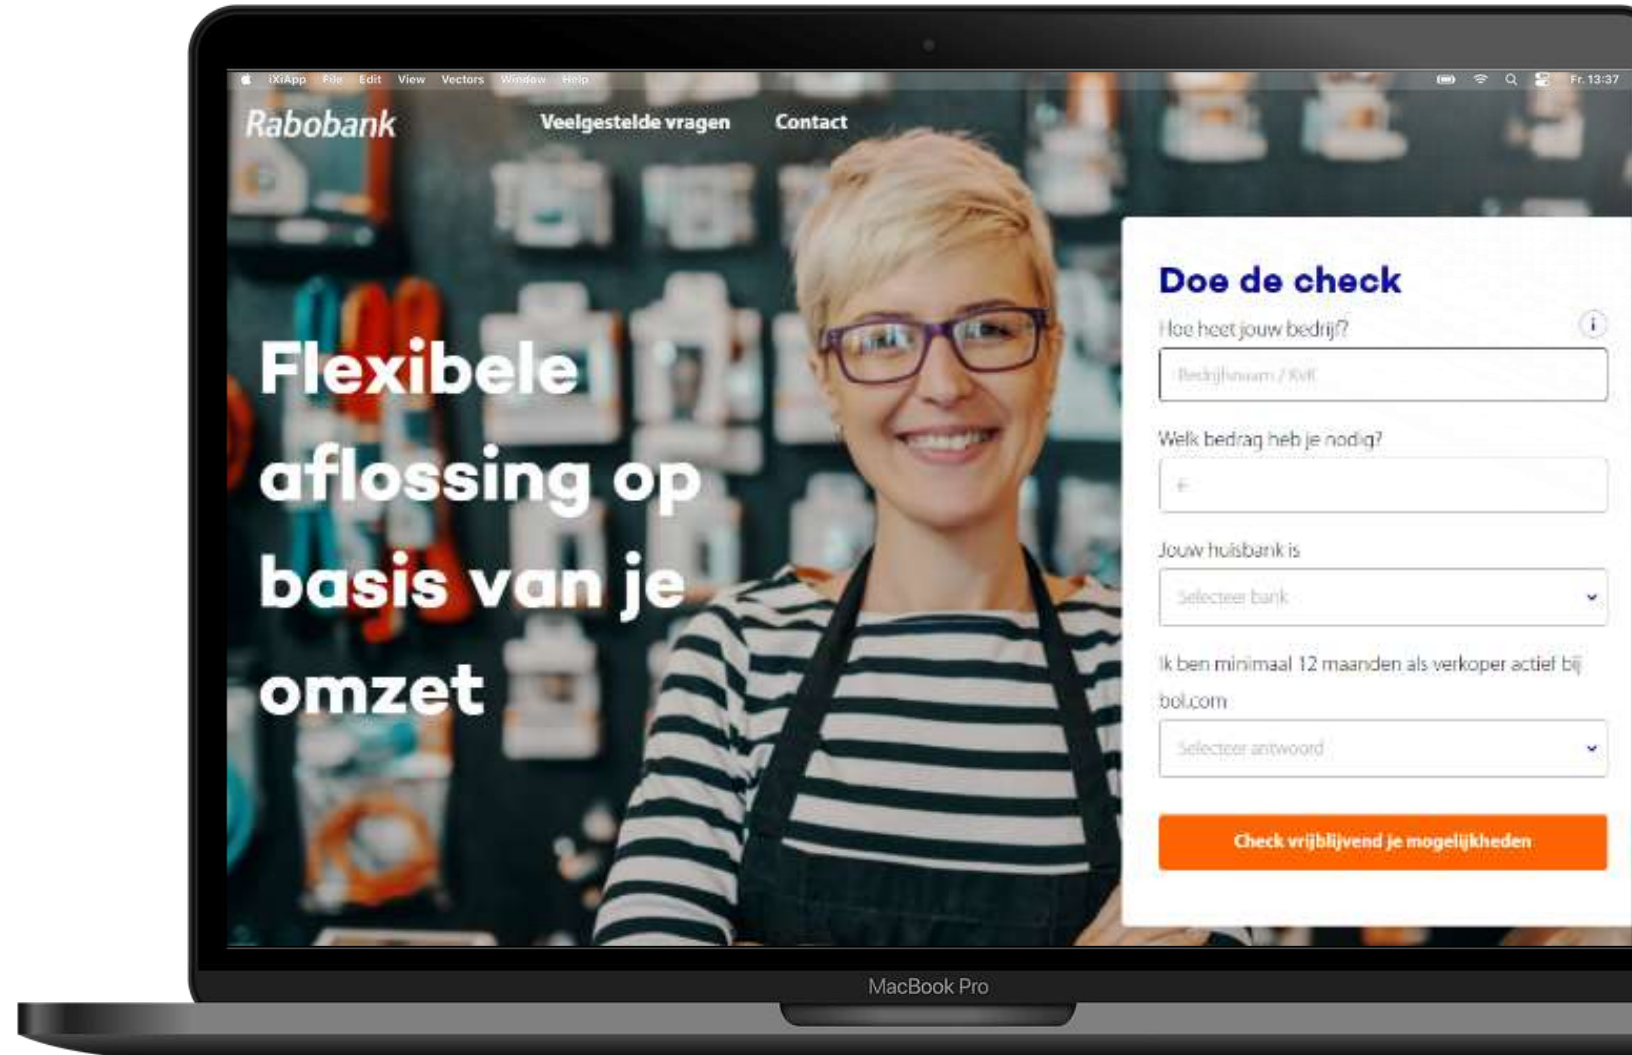 iXiApp File Edit View Vectors Window Help
Fr. 13:37
Rabobank
Veelgestelde vragen
Contact
Flexibele
aflossing op
basis van je
omzet
Doe de check
Hoe heet jouw bedrijf?
i
Bedrijfsnaam / KvK
Welk bedrag heb je nodig?
€
Jouw huisbank is
Selecteer bank
Ik ben minimaal 12 maanden als verkoper actief bij
bol.com
Selecteer antwoord
Check vrijblijvend je mogelijkheden
MacBook Pro